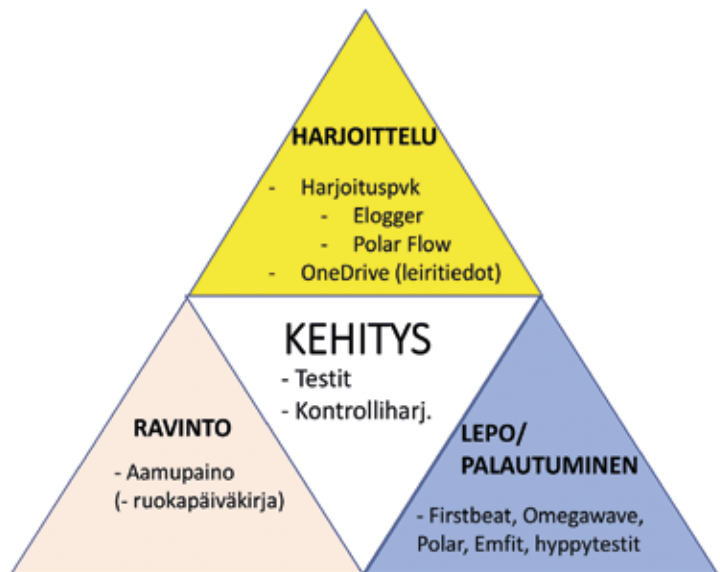 HARJOITTELU
- Harjoituspvk
- Elogger
- Polar Flow
- OneDrive (leiritiedot)
KEHITYS
- Testit
- Kontrolliharj.
RAVINTO
- Aamupaino
(- ruokapäiväkirja)
LEPO/
PALAUTUMINEN
- Firstbeat, Omegawave,
Polar, Emfit, hyppytestit